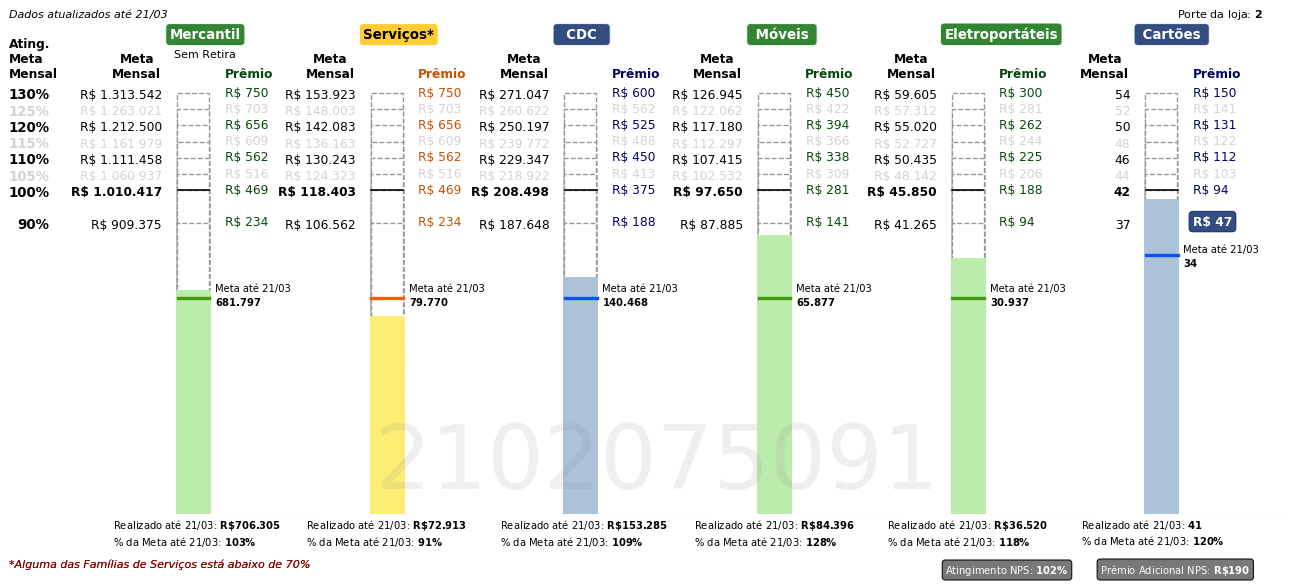 Dados atualizados até 21/03 Porte da loja: 2
Mercantil Serviços* CDC Móveis Eletroportáteis Cartões
Ating. Meta Mensal Meta Mensal Sem Retira Prêmio Meta Mensal Prêmio Meta Mensal Prêmio Meta Mensal Prêmio Meta Mensal Prêmio Meta Mensal Prêmio
130% R$ 1.313.542 R$ 750 R$ 153.923 R$ 750 R$ 271.047 R$ 600 R$ 126.945 R$ 450 R$ 59.605 R$ 300 54 R$ 150
125% R$ 1.263.021 R$ 703 R$ 148.003 R$ 703 R$ 260.622 R$ 562 R$ 122.062 R$ 422 R$ 57.312 R$ 281 52 R$ 141
120% R$ 1.212.500 R$ 656 R$ 142.083 R$ 656 R$ 250.197 R$ 525 R$ 117.180 R$ 394 R$ 55.020 R$ 262 50 R$ 131
115% R$ 1.161.979 R$ 609 R$ 136.163 R$ 609 R$ 239.772 R$ 488 R$ 112.297 R$ 366 R$ 52.727 R$ 244 48 R$ 122
110% R$ 1.111.458 R$ 562 R$ 130.243 R$ 562 R$ 229.347 R$ 450 R$ 107.415 R$ 338 R$ 50.435 R$ 225 46 R$ 112
105% R$ 1.060.937 R$ 516 R$ 124.323 R$ 516 R$ 218.922 R$ 413 R$ 102.532 R$ 309 R$ 48.142 R$ 206 44 R$ 103
100% R$ 1.010.417 R$ 469 R$ 118.403 R$ 469 R$ 208.498 R$ 375 R$ 97.650 R$ 281 R$ 45.850 R$ 188 42 R$ 94
90% R$ 909.375 R$ 234 R$ 106.562 R$ 234 R$ 187.648 R$ 188 R$ 87.885 R$ 141 R$ 41.265 R$ 94 37 R$ 47
Meta até 21/03
34
Meta até 21/03 Meta até 21/03 Meta até 21/03 Meta até 21/03 Meta até 21/03
681.797 79.770 140.468 65.877 30.937
2102075091
Realizado até 21/03: R$706.305 Realizado até 21/03: R$72.913 Realizado até 21/03: R$153.285 Realizado até 21/03: R$84.396 Realizado até 21/03: R$36.520 Realizado até 21/03: 41
% da Meta até 21/03: 103% % da Meta até 21/03: 91% % da Meta até 21/03: 109% % da Meta até 21/03: 128% % da Meta até 21/03: 118% % da Meta até 21/03: 120%
*Alguma das Famílias de Serviços está abaixo de 70% Atingimento NPS: 102% Prêmio Adicional NPS: R$190